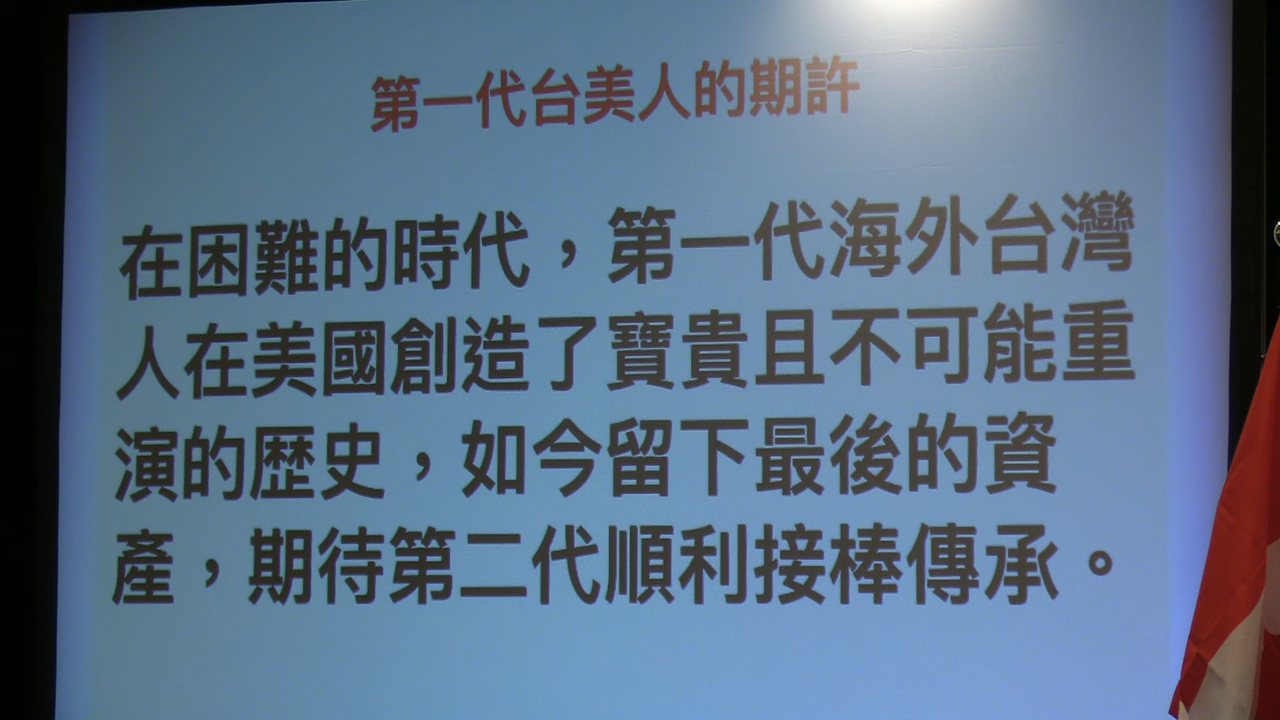 第一代台美人的期許
在困難的時代，第一代海外台灣
人在美國創造了寶貴且不可能重
演的歷史，如今留下最後的資
產，期待第二代順利接棒傳承。